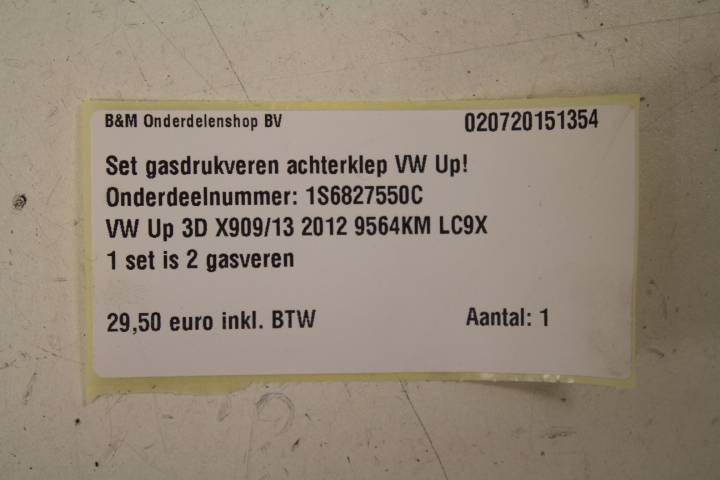 B&M Onderdelenshop BV 020720151354
Set gasdrukveren achterklep VW Up!
Onderdeelnummer: 1S6827550C
VW Up 3D X909/13 2012 9564KM LC9X
1 set is 2 gasveren
29,50 euro inkl. BTW Aantal: 1